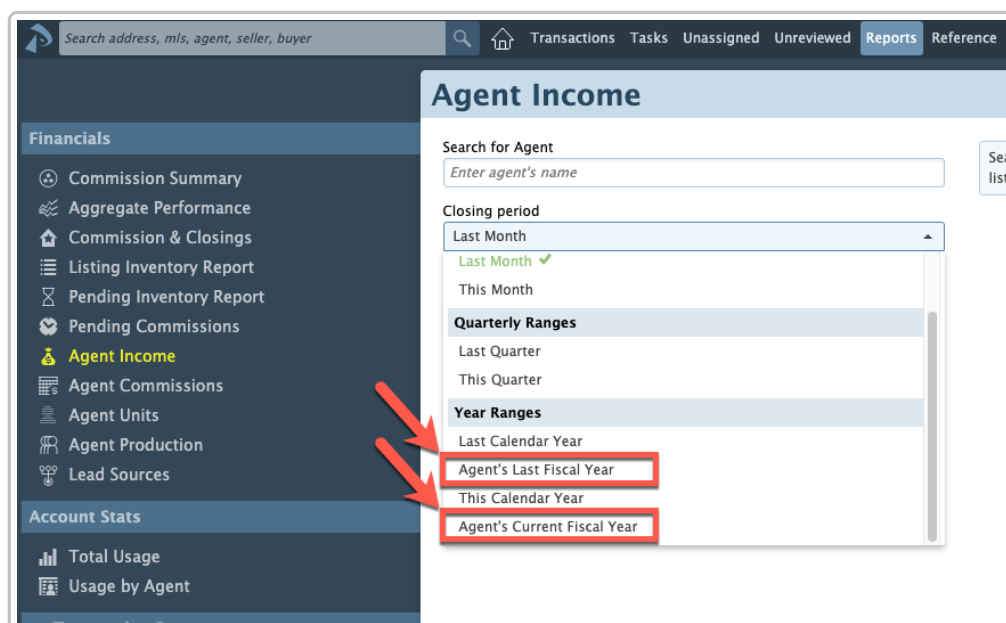 Search address, mls, agent, seller, buyer
Transactions Tasks Unassigned Unreviewed Reports Reference
Agent Income
Financials
Commission Summary
Aggregate Performance
Commission & Closings
Listing Inventory Report
Pending Inventory Report
Pending Commissions
Agent Income
Agent Commissions
Agent Units
Agent Production
Lead Sources
Account Stats
Total Usage
Usage by Agent
Search for Agent
Enter agent's name
Closing period
Last Month
Last Month
This Month
Quarterly Ranges
Last Quarter
This Quarter
Year Ranges
Last Calendar Year
Agent's Last Fiscal Year
This Calendar Year
Agent's Current Fiscal Year